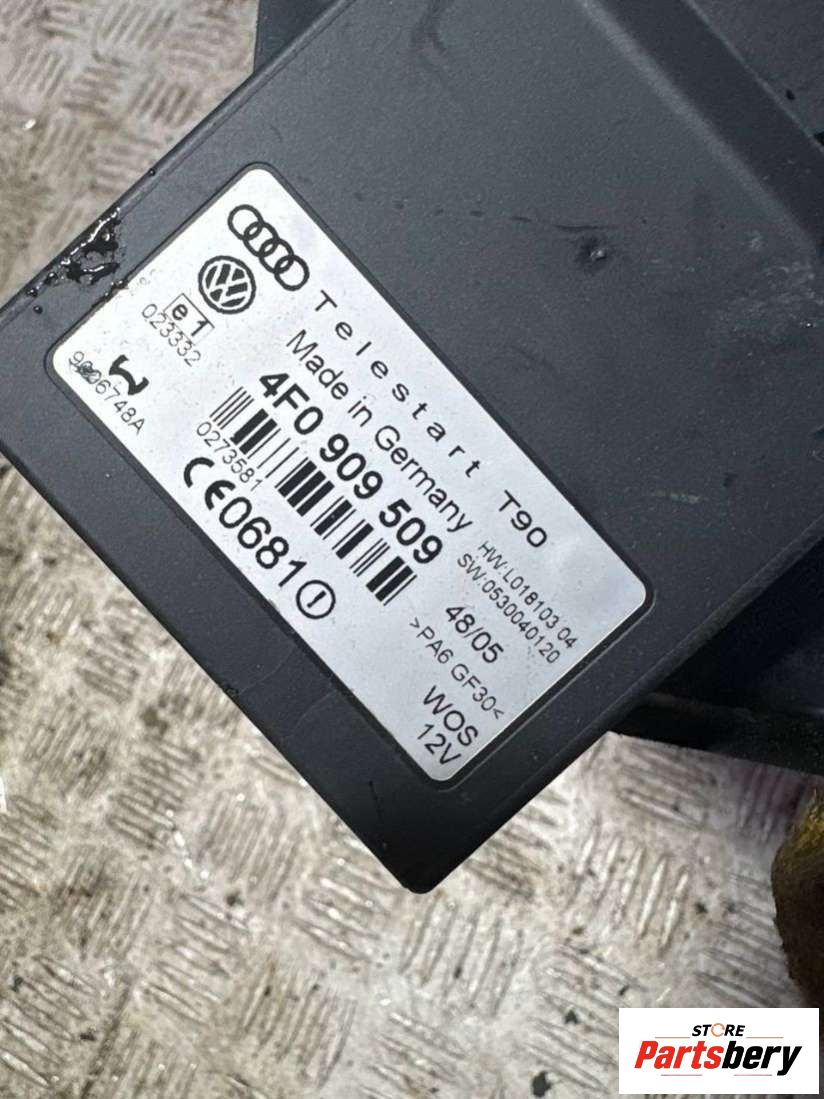 Telestart T90
Made in Germany
e1
023332
4F0 909 509
HW:L018103 04
SW:0530040120
W
9006748A
0273581
48/05
>PA6 GF30<
CE0681
WOS
12V
STORE
Partsbery